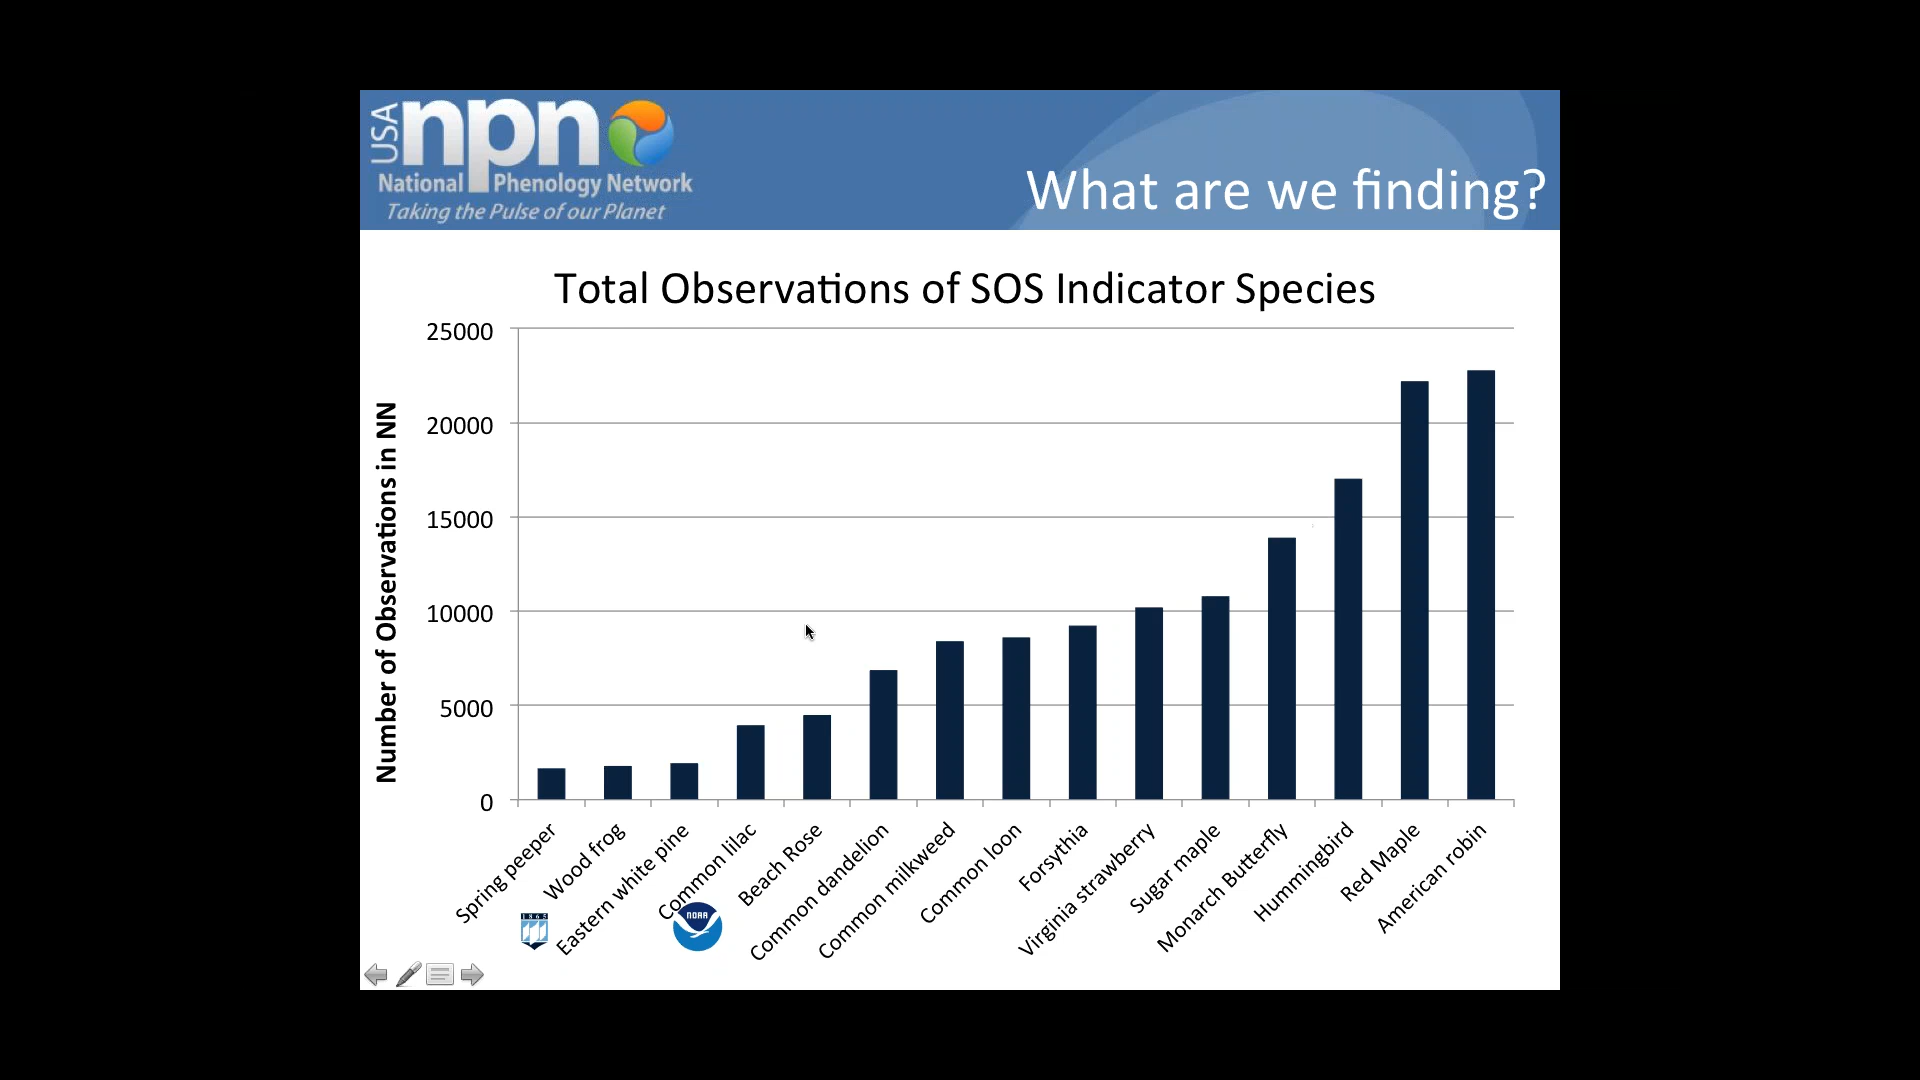 USA npn
National Phenology Network
Taking the Pulse of our Planet
What are we finding?
Total Observations of SOS Indicator Species
Number of Observations in NN
25000
20000
15000
10000
5000
0
Spring peeper
Wood frog
Eastern white pine
Common lilac
Beach Rose
Common dandelion
Common milkweed
Common loon
Forsythia
Virginia strawberry
Sugar maple
Monarch Butterfly
Hummingbird
Red Maple
American robin
1865
NOAA